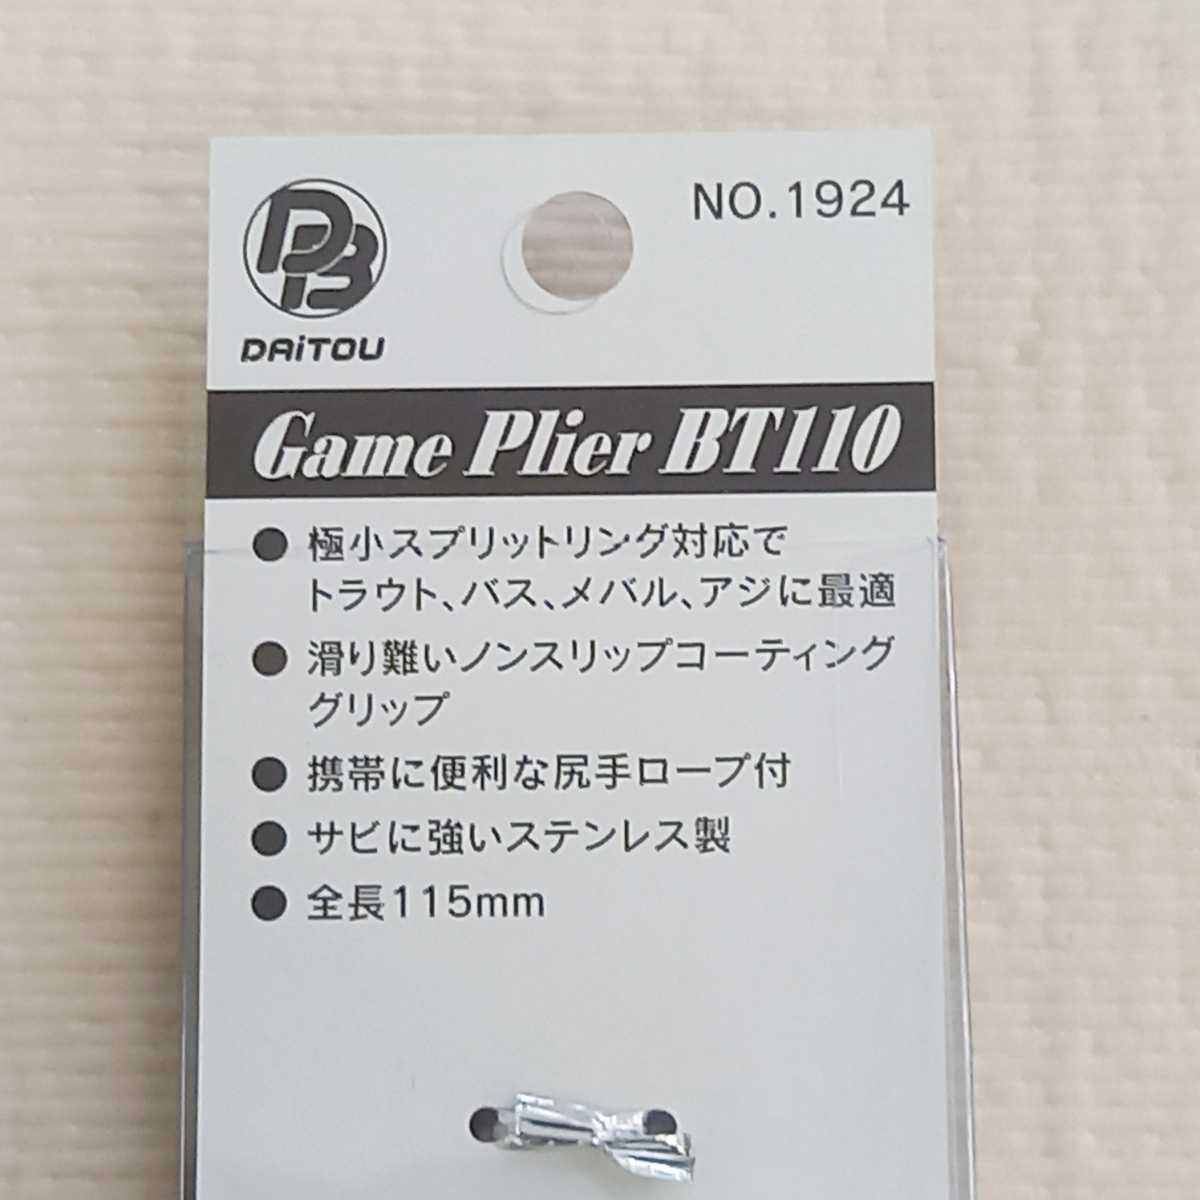 DB
DAiTOU
NO.1924
Game Plier BT110
● 極小スプリットリング対応で
トラウト、バス、メバル、アジに最適
● 滑り難いノンスリップコーティング
グリップ
● 携帯に便利な尻手ロープ付
● サビに強いステンレス製
● 全長115mm